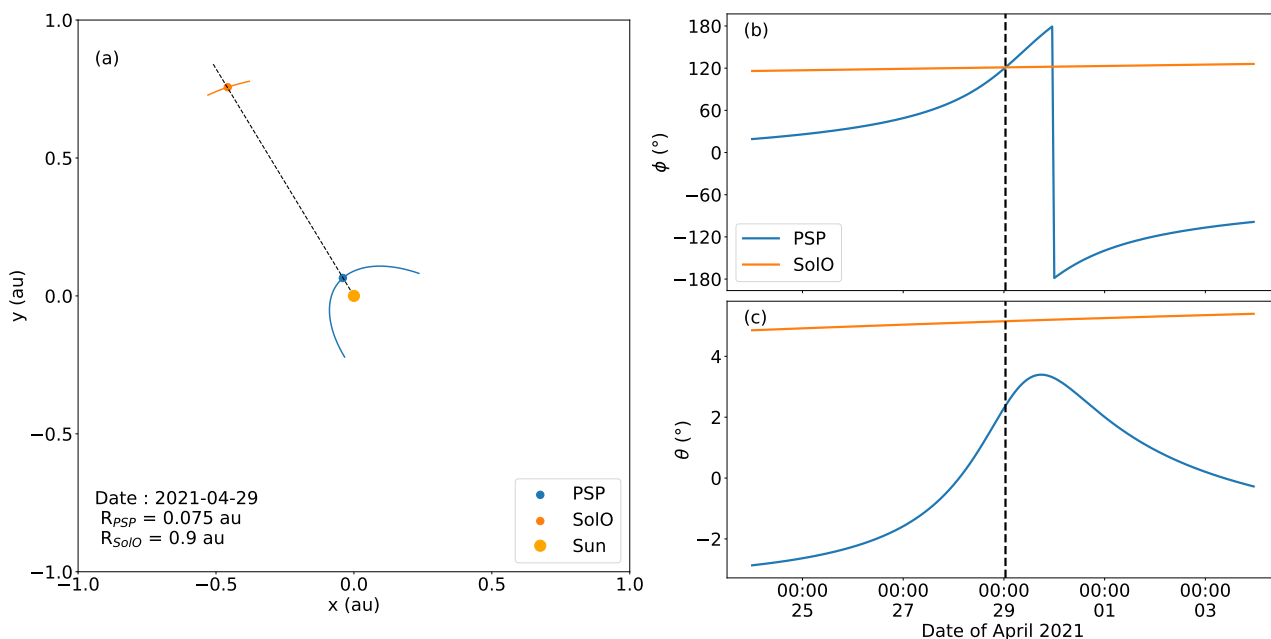 (a)
1.0
0.5
0.0
−0.5
−1.0
y (au)
−1.0
−0.5
0.0
0.5
1.0
x (au)
Date : 2021-04-29
R_PSP = 0.075 au
R_SolO = 0.9 au
PSP
SolO
Sun
(b)
180
120
60
0
−60
−120
−180
ϕ (°)
PSP
SolO
(c)
4
2
0
−2
θ (°)
00:00 00:00 00:00 00:00 00:00
25 27 29 01 03
Date of April 2021